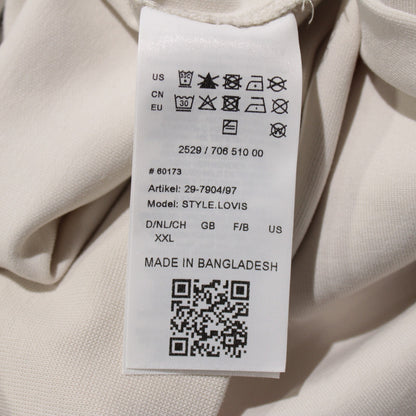 US
CN
EU
30
2529 / 706 510 00
# 60173
Artikel: 29-7904/97
Model: STYLE.LOVIS
D/NL/CH GB F/B US
XXL
MADE IN BANGLADESH